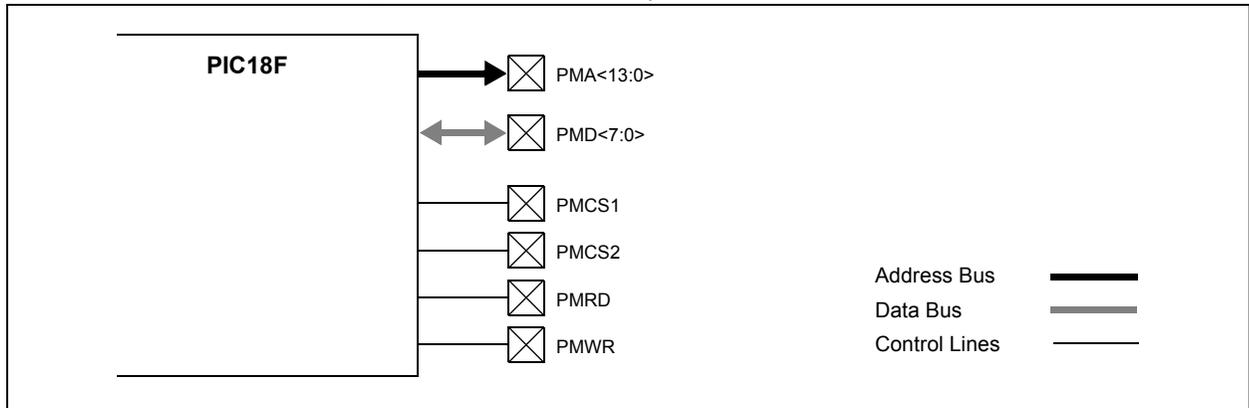 PIC18F
PMA<13:0>
PMD<7:0>
PMCS1
PMCS2
PMRD
PMWR
Address Bus
Data Bus
Control Lines